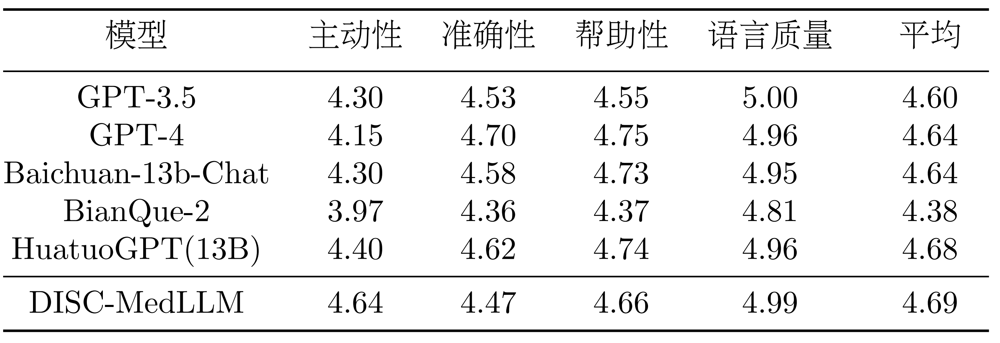 模型 主动性 准确性 帮助性 语言质量 平均
GPT-3.5 4.30 4.53 4.55 5.00 4.60
GPT-4 4.15 4.70 4.75 4.96 4.64
Baichuan-13b-Chat 4.30 4.58 4.73 4.95 4.64
BianQue-2 3.97 4.36 4.37 4.81 4.38
HuatuoGPT(13B) 4.40 4.62 4.74 4.96 4.68
DISC-MedLLM 4.64 4.47 4.66 4.99 4.69